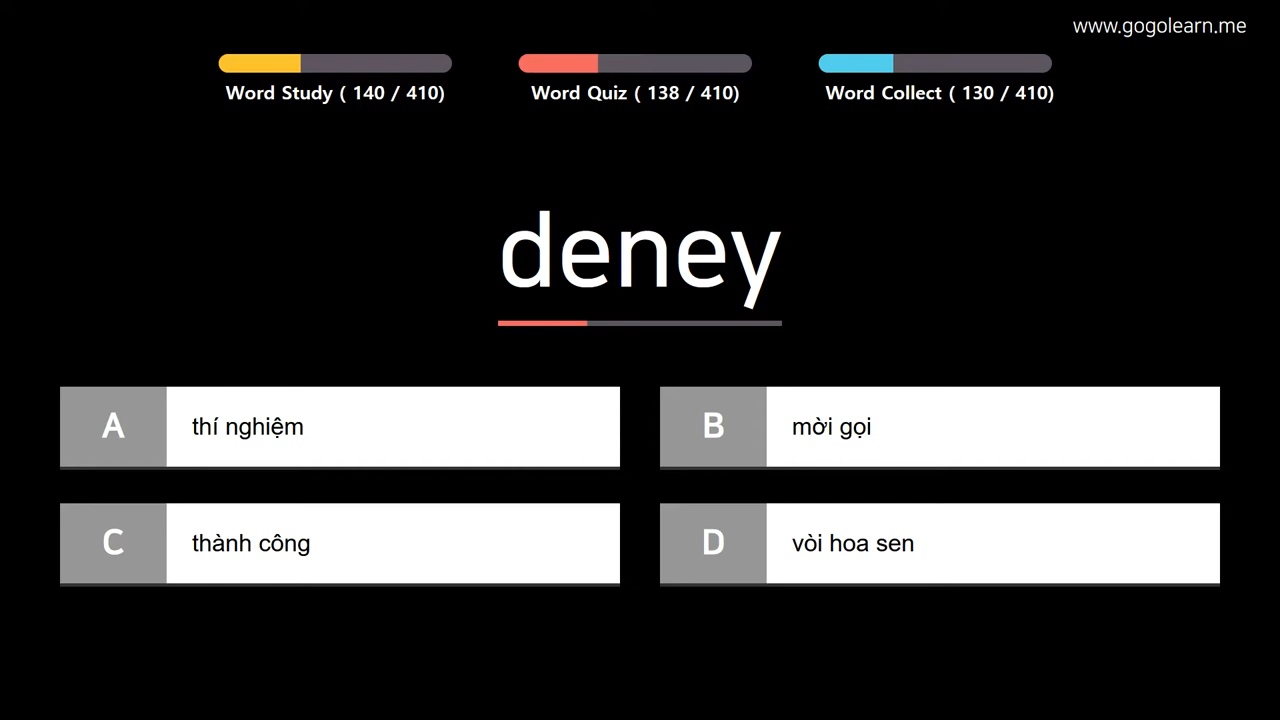 www.gogolearn.me
Word Study ( 140 / 410)
Word Quiz ( 138 / 410)
Word Collect ( 130 / 410)
deney
A thí nghiệm
B mời gọi
C thành công
D vòi hoa sen